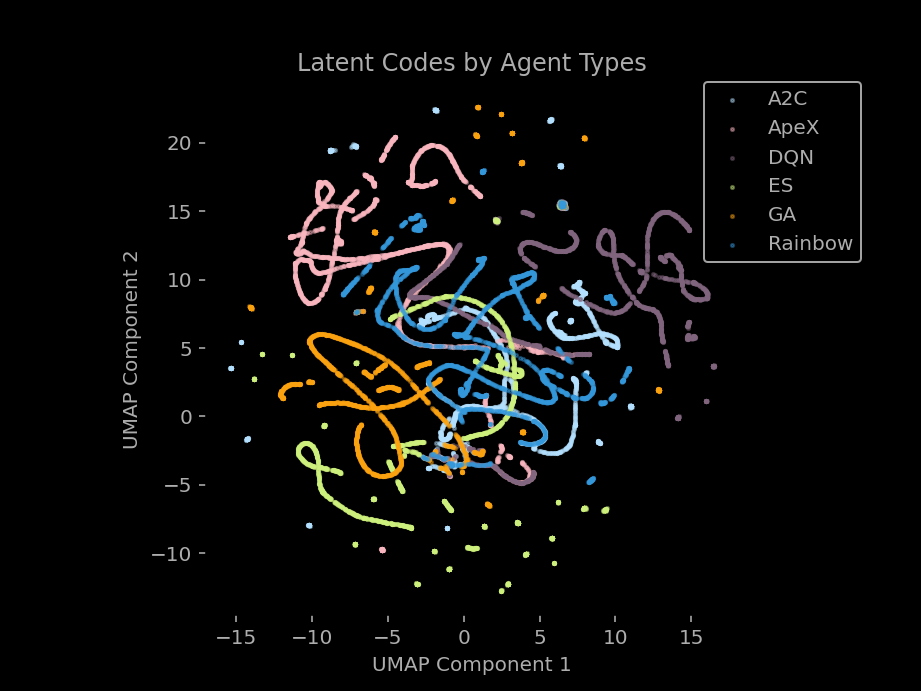 Latent Codes by Agent Types
A2C
ApeX
DQN
ES
GA
Rainbow
20
15
10
5
0
−5
−10
UMAP Component 2
−15
−10
−5
0
5
10
15
UMAP Component 1